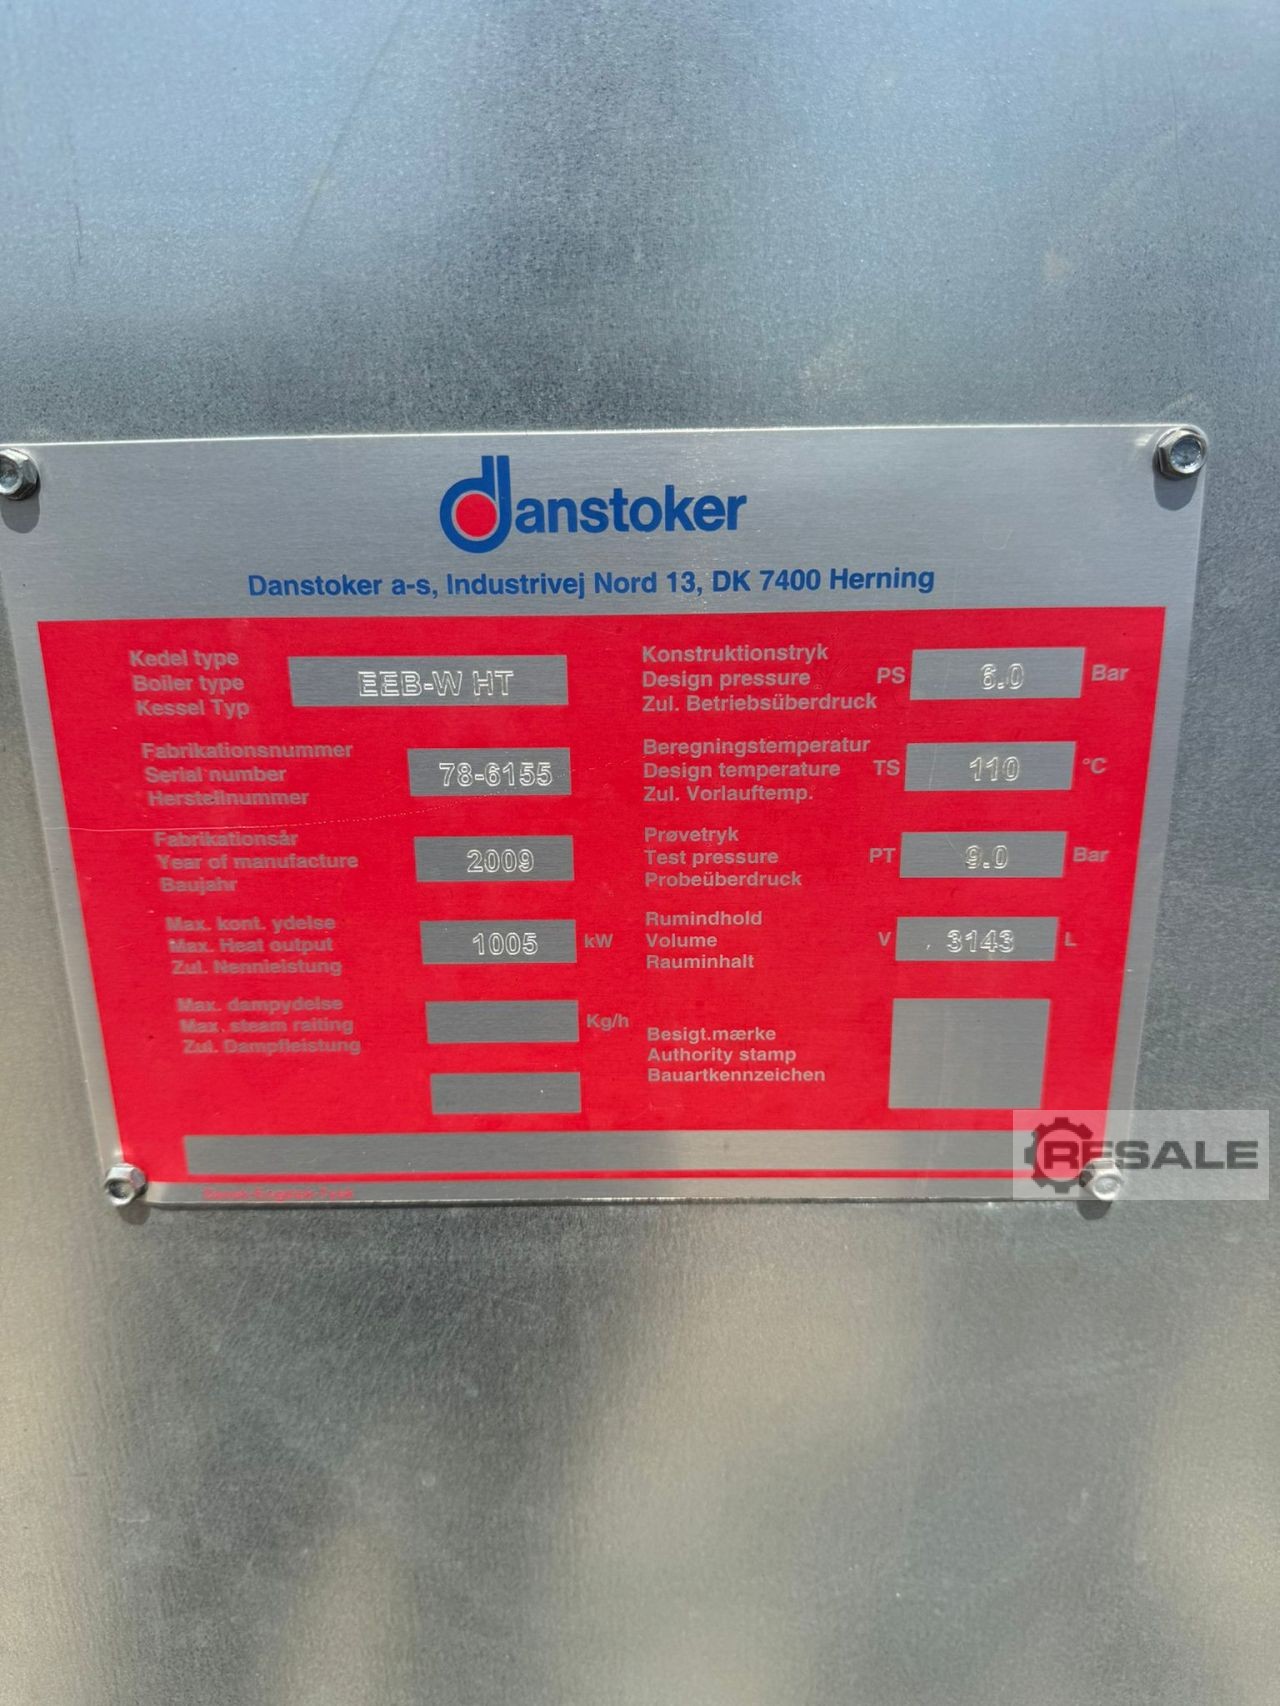 danstoker
Danstoker a-s, Industrivej Nord 13, DK 7400 Herning
Kedel type
Boiler type
Kessel Typ
EEB-W HT
Fabrikationsnummer
Serial number
Herstellnummer
78-6155
Fabrikationsår
Year of manufacture
Baujahr
2009
Max. kont. ydelse
Max. Heat output
Zul. Nennleistung
1005 kW
Max. dampydelse
Max. steam raiting
Zul. Dampfleistung
Kg/h
Konstruktionstryk
Design pressure
Zul. Betriebsüberdruck
PS 6.0 Bar
Beregningstemperatur
Design temperature
Zul. Vorlauftemp.
TS 110 °C
Prøvetryk
Test pressure
Probeüberdruck
PT 9.0 Bar
Rumindhold
Volume
Rauminhalt
V 3143 L
Besigt.mærke
Authority stamp
Bauartkennzeichen
RESALE